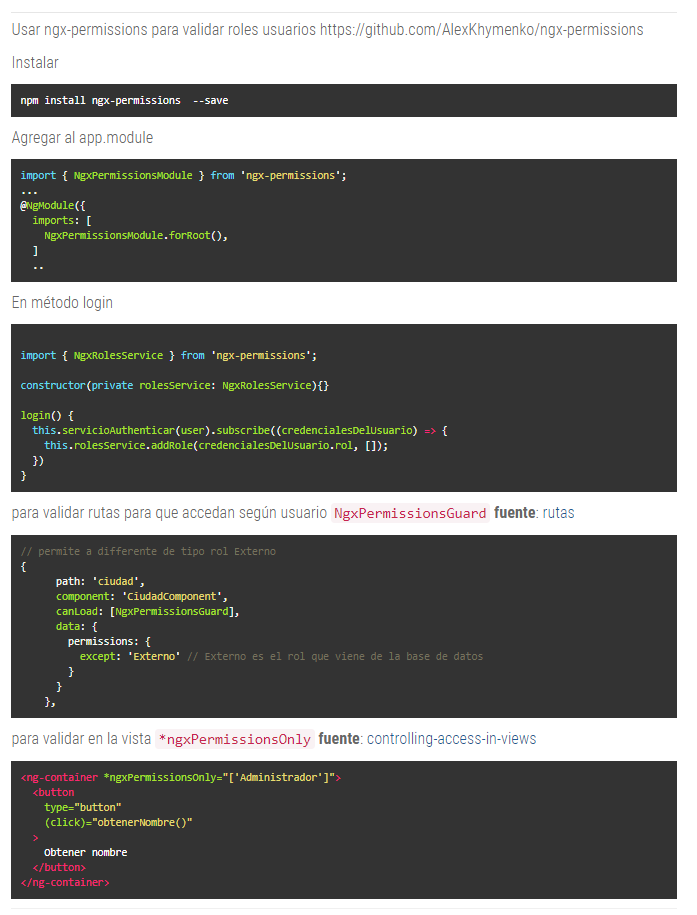 Usar ngx-permissions para validar roles usuarios https://github.com/AlexKhymenko/ngx-permissions
Instalar
npm install ngx-permissions  --save
Agregar al app.module
import { NgxPermissionsModule } from 'ngx-permissions';
...
@NgModule({
  imports: [
    NgxPermissionsModule.forRoot(),
  ]
  ..
En método login
import { NgxRolesService } from 'ngx-permissions';
constructor(private rolesService: NgxRolesService){}
login() {
  this.servicioAuthenticar(user).subscribe((credencialesDelUsuario) => {
    this.rolesService.addRole(credencialesDelUsuario.rol, []);
  })
}
para validar rutas para que accedan según usuario NgxPermissionsGuard fuente: rutas
// permite a differente de tipo rol Externo
{
      path: 'ciudad',
      component: 'CiudadComponent',
      canLoad: [NgxPermissionsGuard],
      data: {
        permissions: {
          except: 'Externo' // Externo es el rol que viene de la base de datos
        }
      }
    },
para validar en la vista *ngxPermissionsOnly fuente: controlling-access-in-views
<ng-container *ngxPermissionsOnly="['Administrador']">
  <button
    type="button"
    (click)="obtenerNombre()"
  >
    Obtener nombre
  </button>
</ng-container>